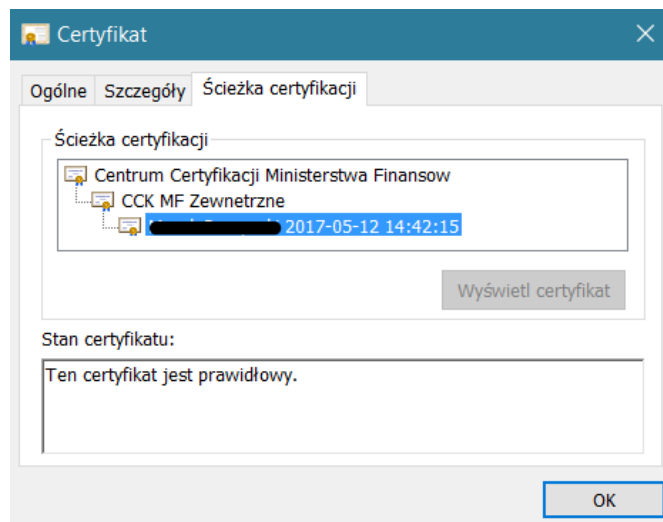 Certyfikat
Ogólne Szczegóły Ścieżka certyfikacji
Ścieżka certyfikacji
Centrum Certyfikacji Ministerstwa Finansow
CCK MF Zewnetrzne
2017-05-12 14:42:15
Wyświetl certyfikat
Stan certyfikatu:
Ten certyfikat jest prawidłowy.
OK